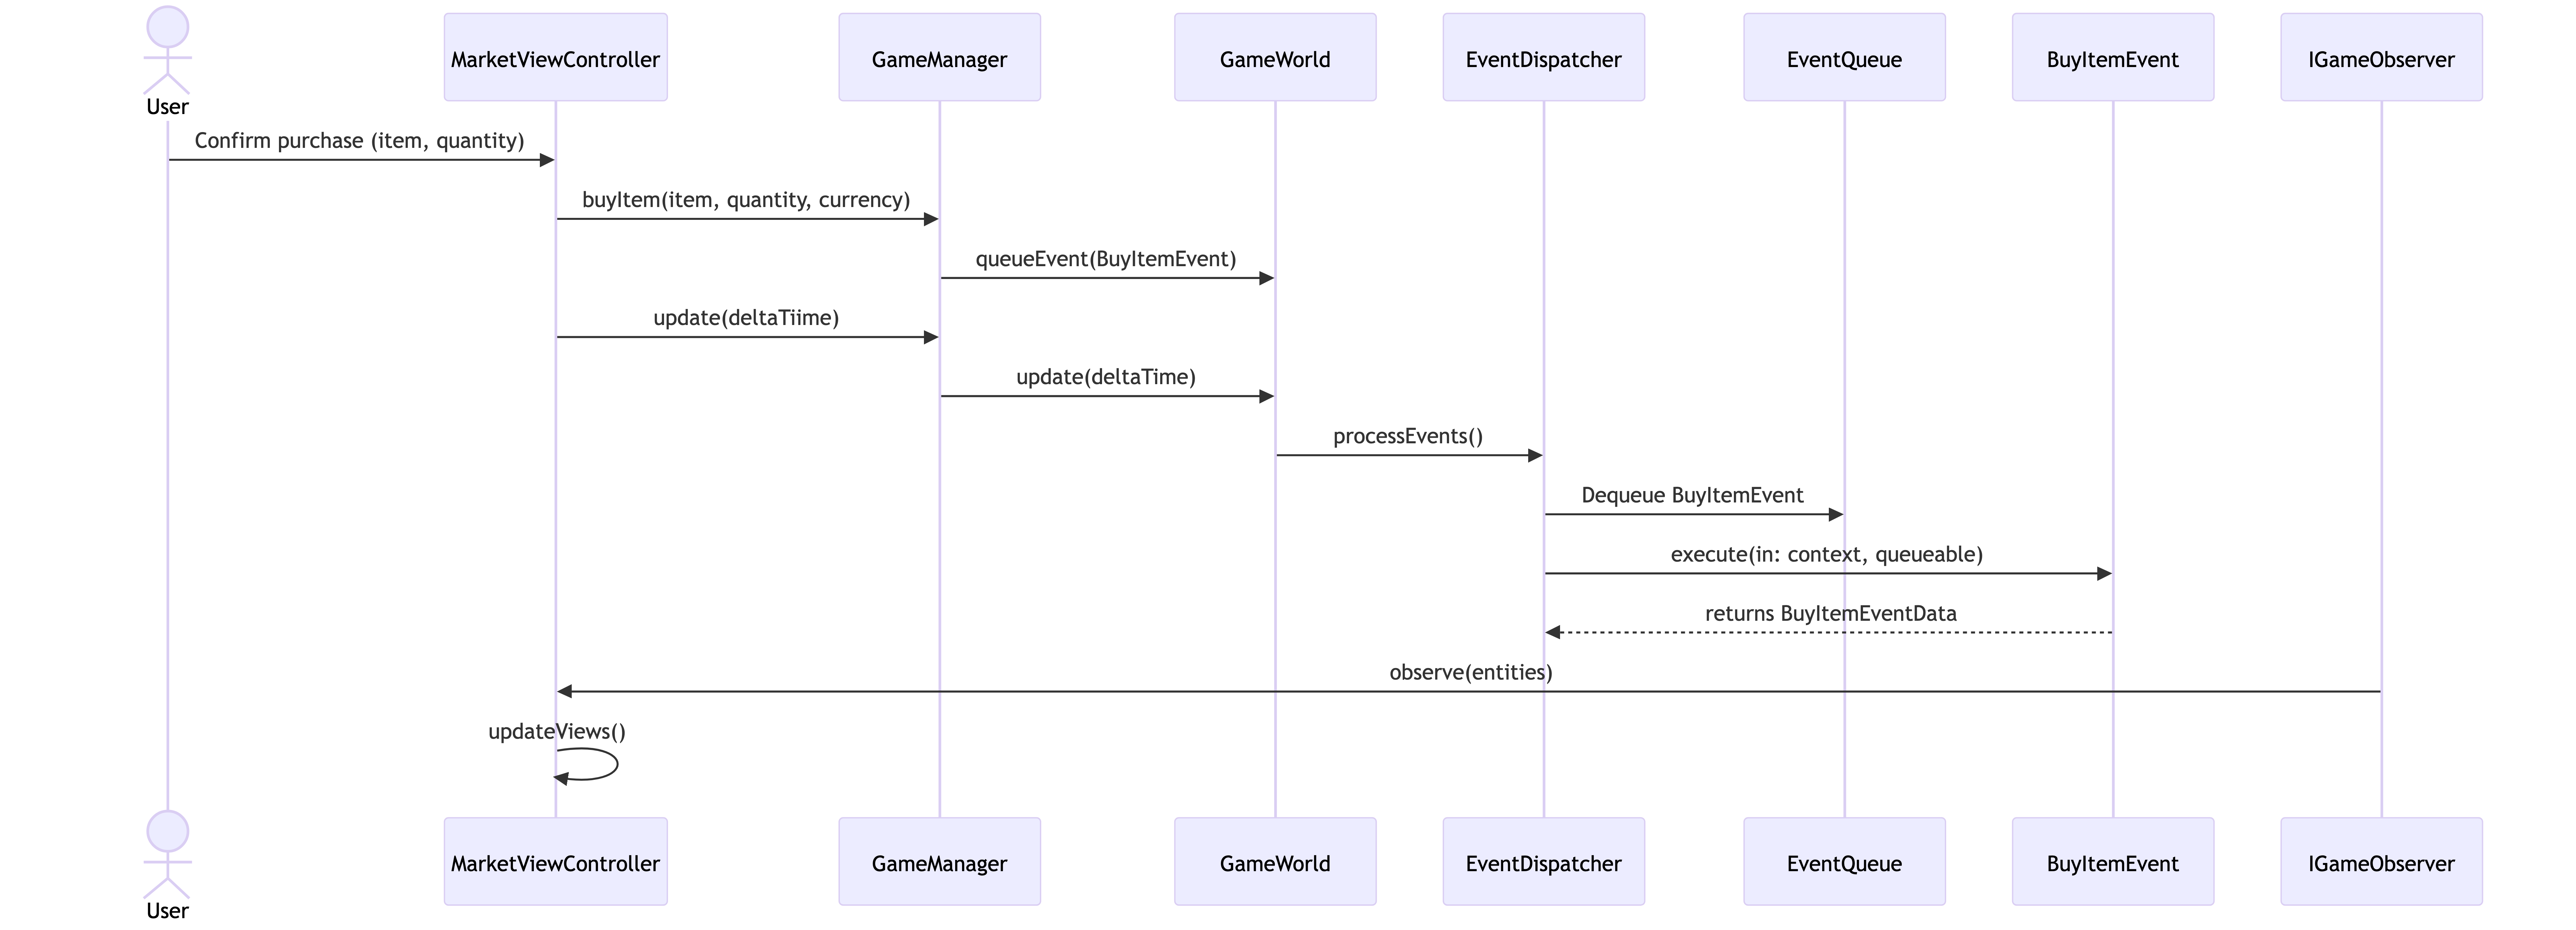 User
MarketViewController
GameManager
GameWorld
EventDispatcher
EventQueue
BuyItemEvent
IGameObserver
Confirm purchase (item, quantity)
buyItem(item, quantity, currency)
queueEvent(BuyItemEvent)
update(deltaTiime)
update(deltaTime)
processEvents()
Dequeue BuyItemEvent
execute(in: context, queueable)
returns BuyItemEventData
observe(entities)
updateViews()
User
MarketViewController
GameManager
GameWorld
EventDispatcher
EventQueue
BuyItemEvent
IGameObserver